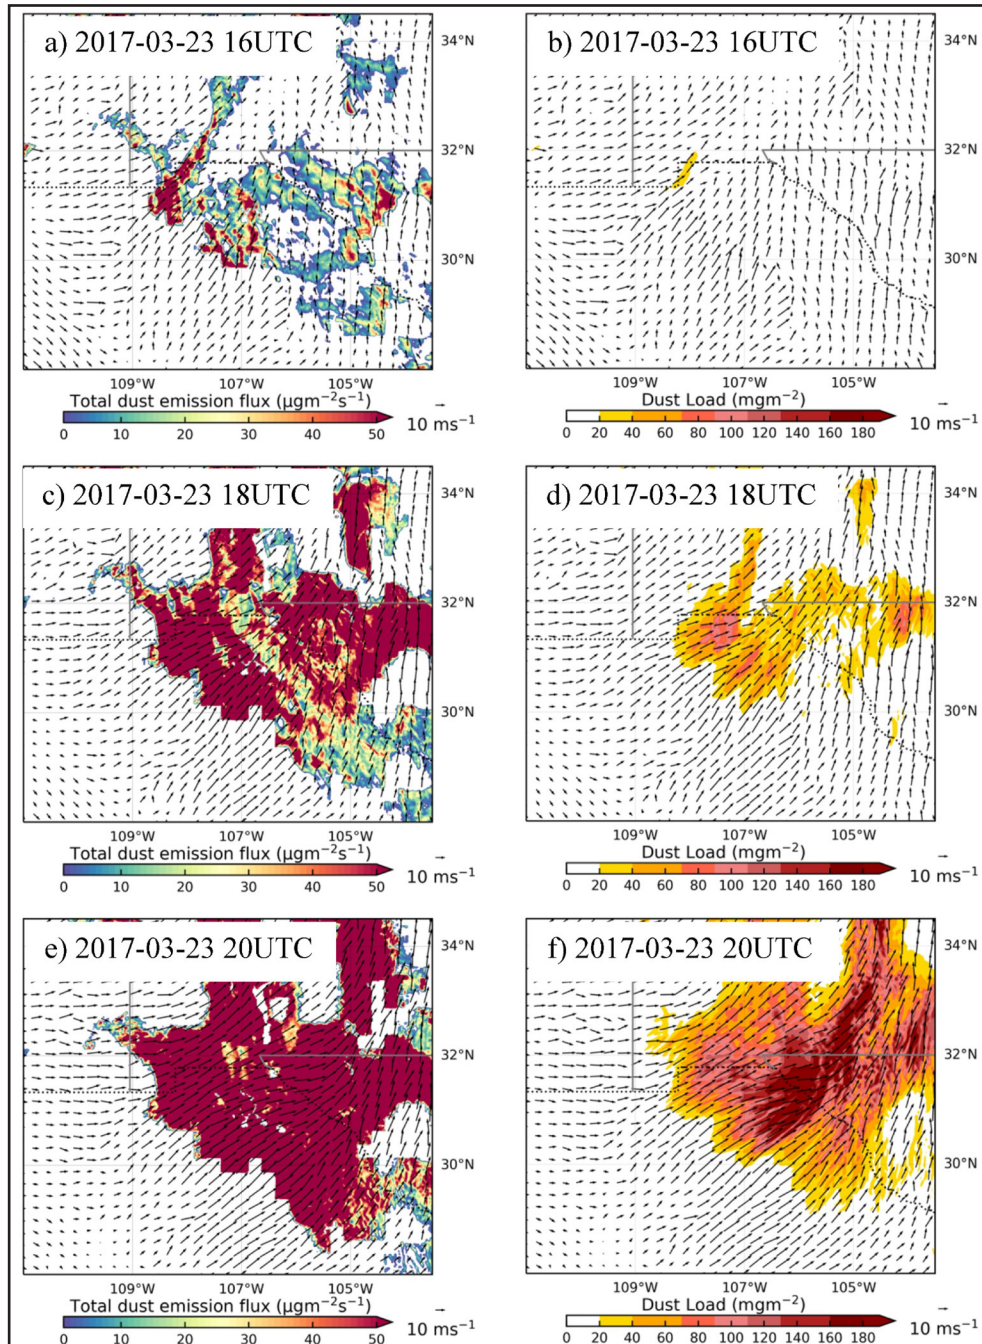 a) 2017-03-23 16UTC
34°N
32°N
30°N
109°W 107°W 105°W
Total dust emission flux (μgm⁻²s⁻¹)
0 10 20 30 40 50
10 ms⁻¹
b) 2017-03-23 16UTC
34°N
32°N
30°N
109°W 107°W 105°W
Dust Load (mgm⁻²)
0 20 40 60 80 100 120 140 160 180
10 ms⁻¹
c) 2017-03-23 18UTC
34°N
32°N
30°N
109°W 107°W 105°W
Total dust emission flux (μgm⁻²s⁻¹)
0 10 20 30 40 50
10 ms⁻¹
d) 2017-03-23 18UTC
34°N
32°N
30°N
109°W 107°W 105°W
Dust Load (mgm⁻²)
0 20 40 60 80 100 120 140 160 180
10 ms⁻¹
e) 2017-03-23 20UTC
34°N
32°N
30°N
109°W 107°W 105°W
Total dust emission flux (μgm⁻²s⁻¹)
0 10 20 30 40 50
10 ms⁻¹
f) 2017-03-23 20UTC
34°N
32°N
30°N
109°W 107°W 105°W
Dust Load (mgm⁻²)
0 20 40 60 80 100 120 140 160 180
10 ms⁻¹